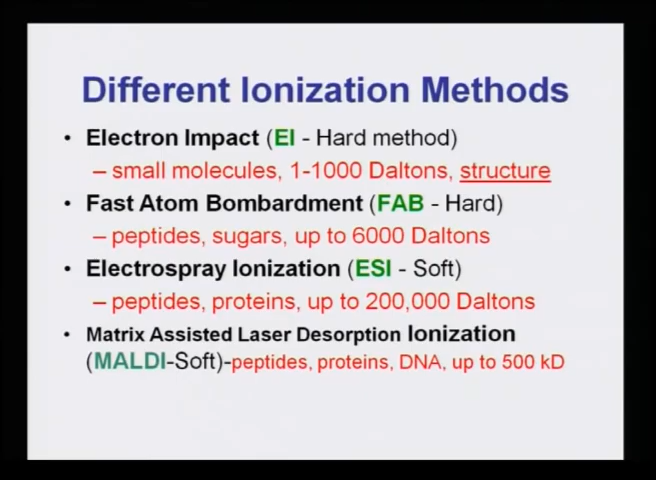 Different Ionization Methods
• Electron Impact (EI - Hard method)
– small molecules, 1-1000 Daltons, structure
• Fast Atom Bombardment (FAB - Hard)
– peptides, sugars, up to 6000 Daltons
• Electrospray Ionization (ESI - Soft)
– peptides, proteins, up to 200,000 Daltons
• Matrix Assisted Laser Desorption Ionization
(MALDI-Soft)-peptides, proteins, DNA, up to 500 kD